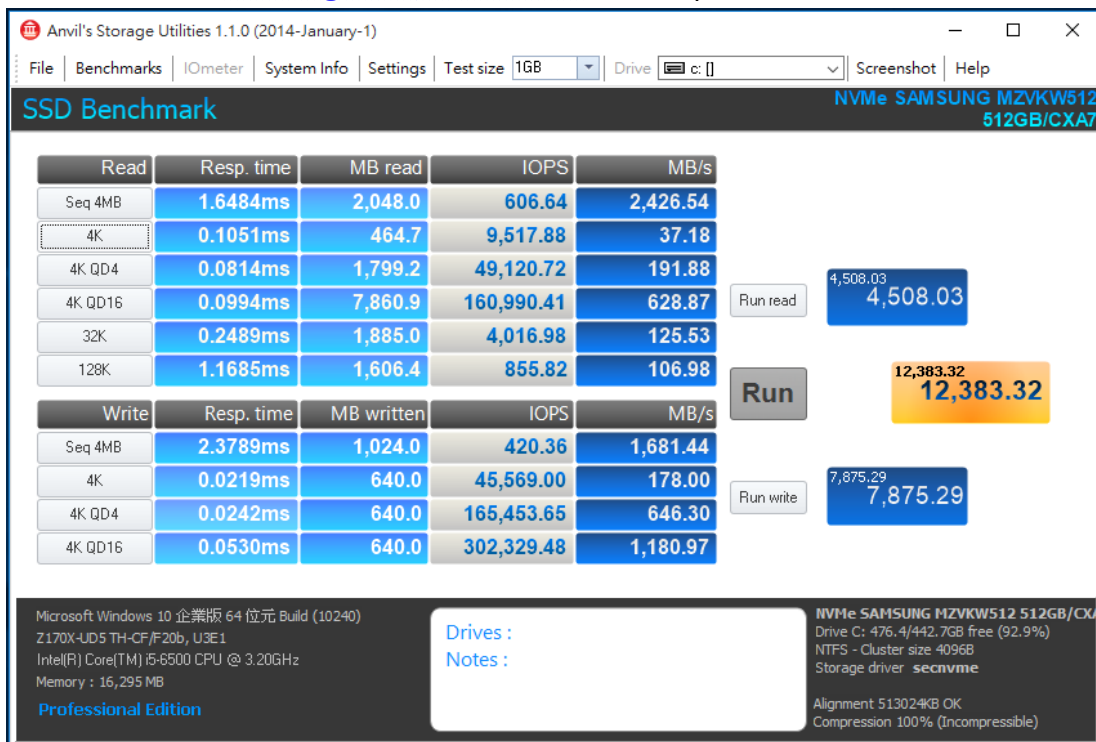 Anvil's Storage Utilities 1.1.0 (2014-January-1)
File Benchmarks IOmeter System Info Settings Test size 1GB Drive c: [] Screenshot Help
SSD Benchmark
NVMe SAMSUNG MZVKW512
512GB/CXA7
Read Resp. time MB read IOPS MB/s
Seq 4MB 1.6484ms 2,048.0 606.64 2,426.54
4K 0.1051ms 464.7 9,517.88 37.18
4K QD4 0.0814ms 1,799.2 49,120.72 191.88
4K QD16 0.0994ms 7,860.9 160,990.41 628.87
32K 0.2489ms 1,885.0 4,016.98 125.53
128K 1.1685ms 1,606.4 855.82 106.98
Run read
4,508.03
4,508.03
Run
12,383.32
12,383.32
Write Resp. time MB written IOPS MB/s
Seq 4MB 2.3789ms 1,024.0 420.36 1,681.44
4K 0.0219ms 640.0 45,569.00 178.00
4K QD4 0.0242ms 640.0 165,453.65 646.30
4K QD16 0.0530ms 640.0 302,329.48 1,180.97
Run write
7,875.29
7,875.29
Microsoft Windows 10 企業版 64 位元 Build (10240)
Z170X-UD5 TH-CF/F20b, U3E1
Intel(R) Core(TM) i5-6500 CPU @ 3.20GHz
Memory : 16,295 MB
Professional Edition
Drives :
Notes :
NVMe SAMSUNG MZVKW512 512GB/CXA
Drive C: 476.4/442.7GB free (92.9%)
NTFS - Cluster size 4096B
Storage driver secnvme
Alignment 513024KB OK
Compression 100% (Incompressible)